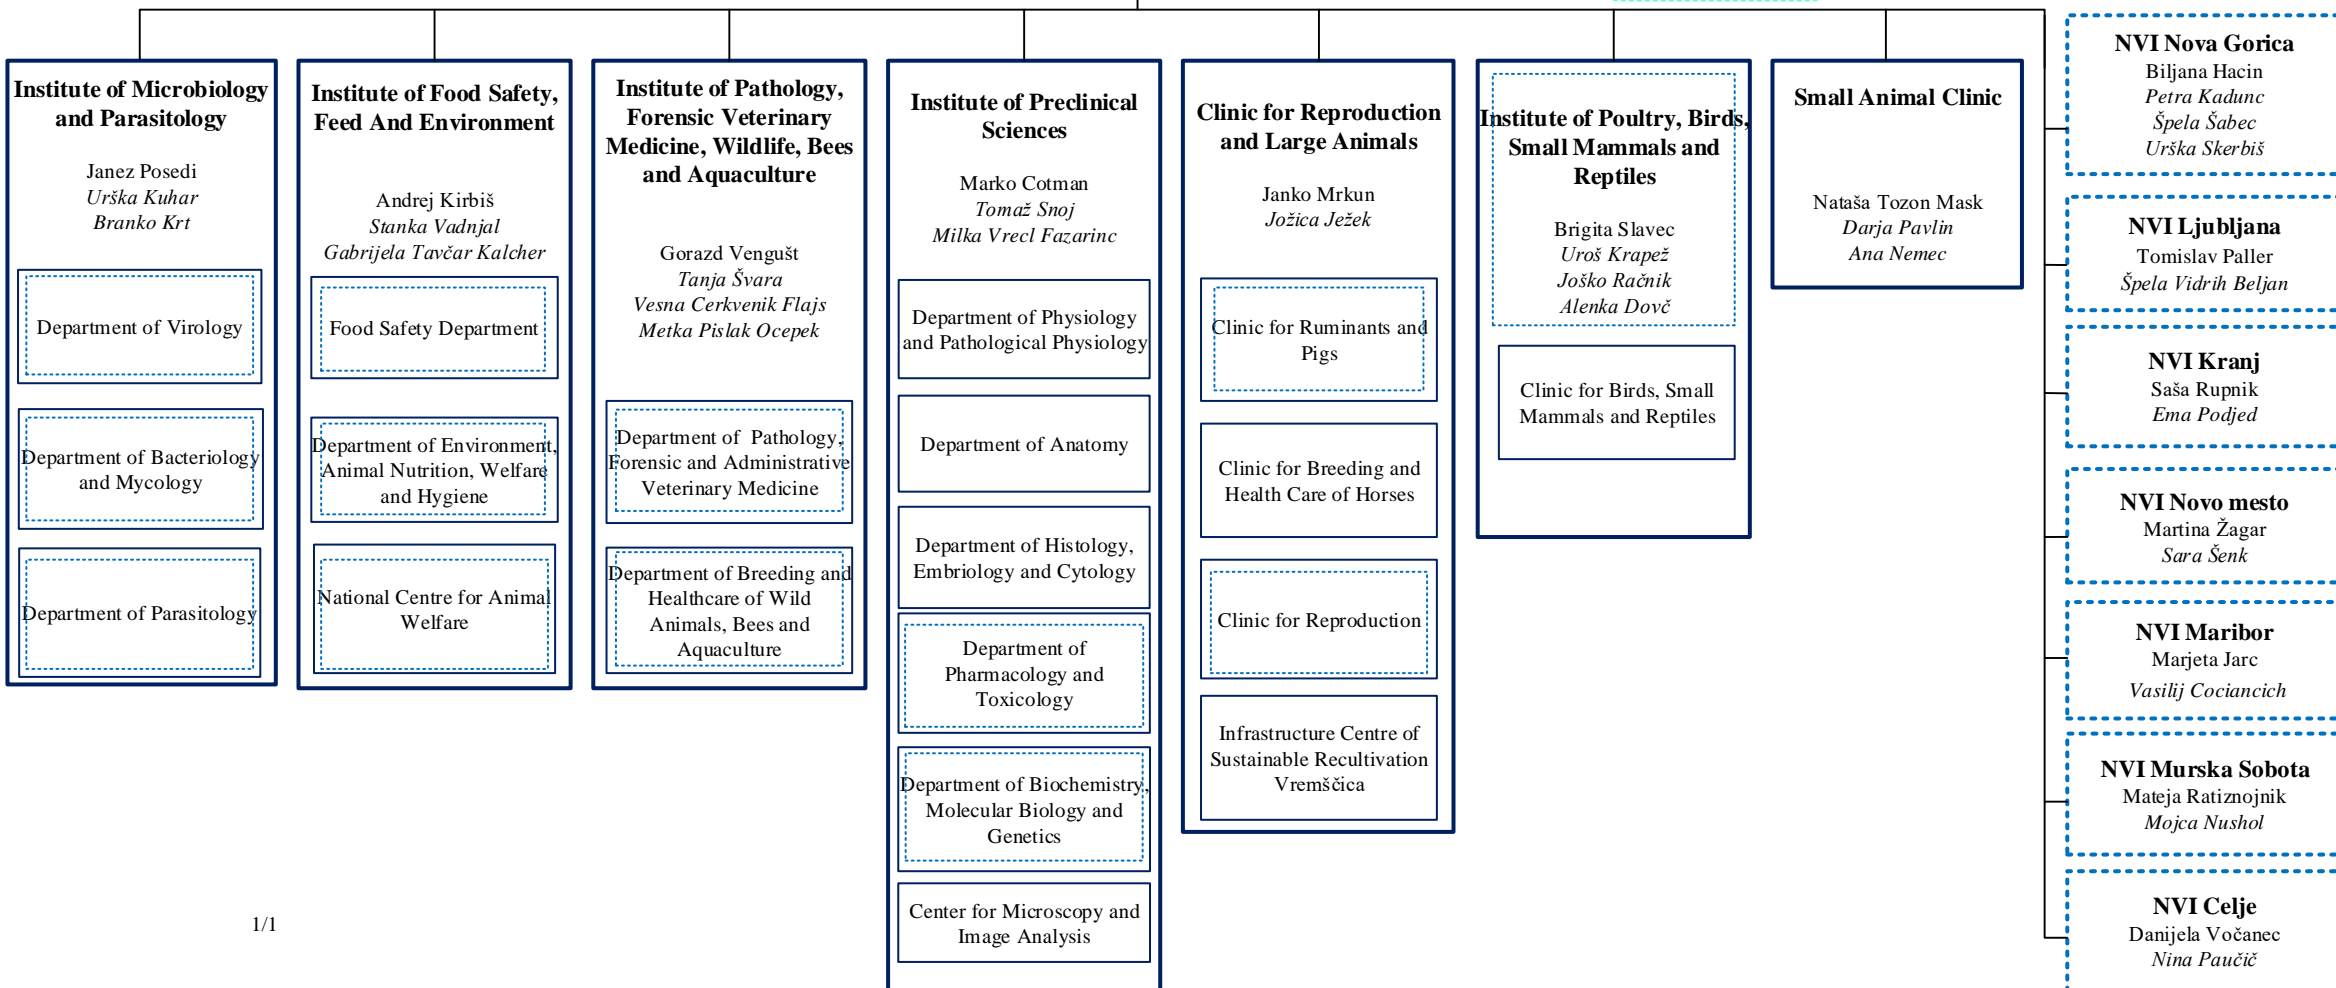 Institute of Microbiology
and Parasitology
Janez Posedi
Urška Kuhar
Branko Krt
Department of Virology
Department of Bacteriology
and Mycology
Department of Parasitology
Institute of Food Safety,
Feed And Environment
Andrej Kirbiš
Stanka Vadnjal
Gabrijela Tavčar Kalcher
Food Safety Department
Department of Environment,
Animal Nutrition, Welfare
and Hygiene
National Centre for Animal
Welfare
Institute of Pathology,
Forensic Veterinary
Medicine, Wildlife, Bees
and Aquaculture
Gorazd Vengušt
Tanja Švara
Vesna Cerkvenik Flajs
Metka Pislak Ocepek
Department of Pathology,
Forensic and Administrative
Veterinary Medicine
Department of Breeding and
Healthcare of Wild
Animals, Bees and
Aquaculture
Institute of Preclinical
Sciences
Marko Cotman
Tomaž Snoj
Milka Vrecl Fazarinc
Department of Physiology
and Pathological Physiology
Department of Anatomy
Department of Histology,
Embriology and Cytology
Department of
Pharmacology and
Toxicology
Department of Biochemistry,
Molecular Biology and
Genetics
Center for Microscopy and
Image Analysis
Clinic for Reproduction
and Large Animals
Janko Mrkun
Jožica Ježek
Clinic for Ruminants and
Pigs
Clinic for Breeding and
Health Care of Horses
Clinic for Reproduction
Infrastructure Centre of
Sustainable Recultivation
Vremščica
Institute of Poultry, Birds,
Small Mammals and
Reptiles
Brigita Slavec
Uroš Krapež
Joško Račnik
Alenka Dovč
Clinic for Birds, Small
Mammals and Reptiles
Small Animal Clinic
Nataša Tozon Mask
Darja Pavlin
Ana Nemec
NVI Nova Gorica
Biljana Hacin
Petra Kadunc
Špela Šabec
Urška Skerbiš
NVI Ljubljana
Tomislav Paller
Špela Vidrih Beljan
NVI Kranj
Saša Rupnik
Ema Podjed
NVI Novo mesto
Martina Žagar
Sara Šenk
NVI Maribor
Marjeta Jarc
Vasilij Cociancich
NVI Murska Sobota
Mateja Ratiznojnik
Mojca Nushol
NVI Celje
Danijela Vočanec
Nina Paučič
1/1